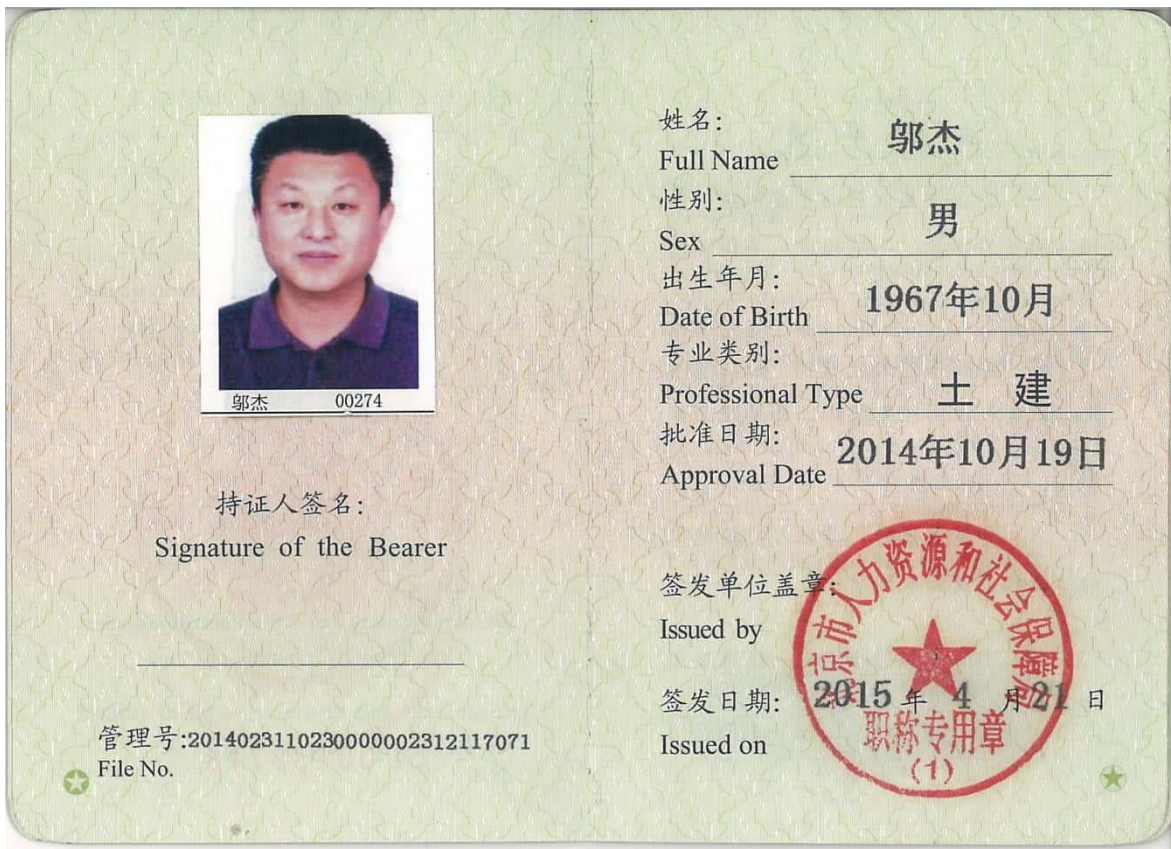 邬杰 00274
持证人签名:
Signature of the Bearer
管理号:2014023110230000002312117071
File No.
姓名:
Full Name 邬杰
性别:
Sex 男
出生年月:
Date of Birth 1967年10月
专业类别:
Professional Type 土 建
批准日期:
Approval Date 2014年10月19日
签发单位盖章:
Issued by
北京市人力资源和社会保障局
签发日期: 2015 年 4 月 21 日
Issued on
职称专用章
(1)